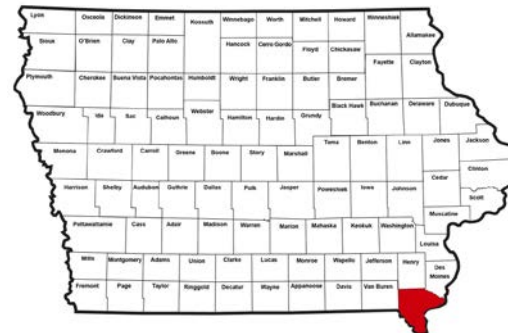 Lyon Osceola Dickinson Emmet Kossuth Winnebago Worth Mitchell Howard Winneshiek Allamakee
Sioux O'Brien Clay Palo Alto Hancock Cerro Gordo Floyd Chickasaw Fayette Clayton
Plymouth Cherokee Buena Vista Pocahontas Humboldt Wright Franklin Butler Bremer
Woodbury Ida Sac Calhoun Webster Hamilton Hardin Grundy Black Hawk Buchanan Delaware Dubuque
Monona Crawford Carroll Greene Boone Story Marshall Tama Benton Linn Jones Jackson
Clinton
Cedar
Harrison Shelby Audubon Guthrie Dallas Polk Jasper Poweshiek Iowa Johnson Scott
Muscatine
Pottawattamie Cass Adair Madison Warren Marion Mahaska Keokuk Washington
Louisa
Mills Montgomery Adams Union Clarke Lucas Monroe Wapello Jefferson Henry Des
Moines
Fremont Page Taylor Ringgold Decatur Wayne Appanoose Davis Van Buren